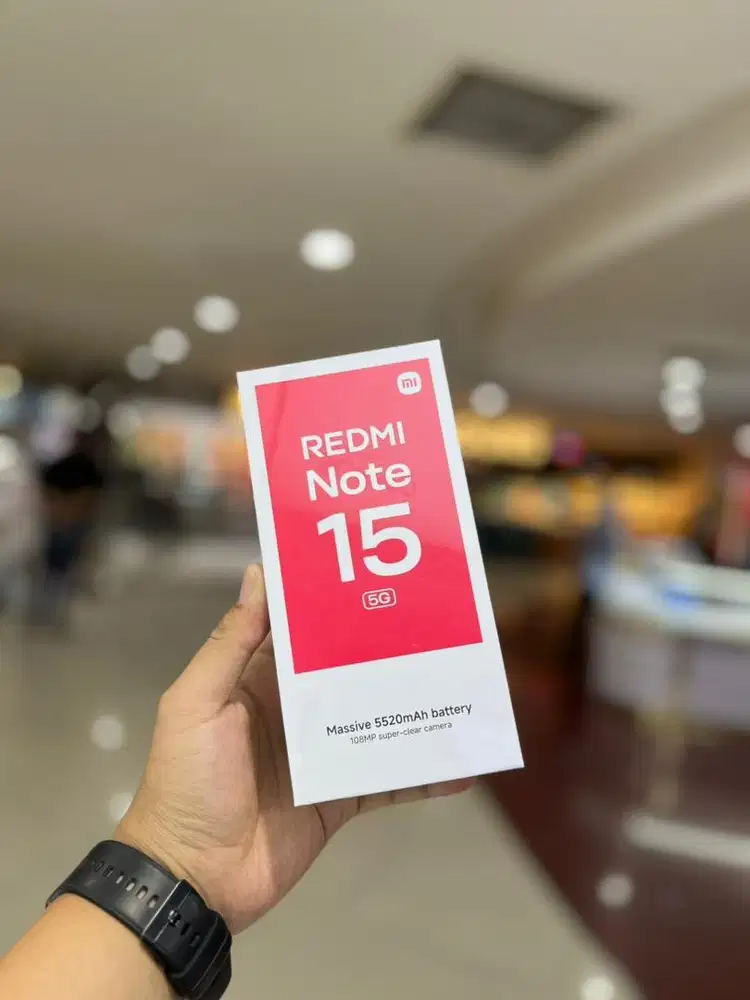 mi
REDMI
Note
15
5G
Massive 5520mAh battery
108MP super-clear camera